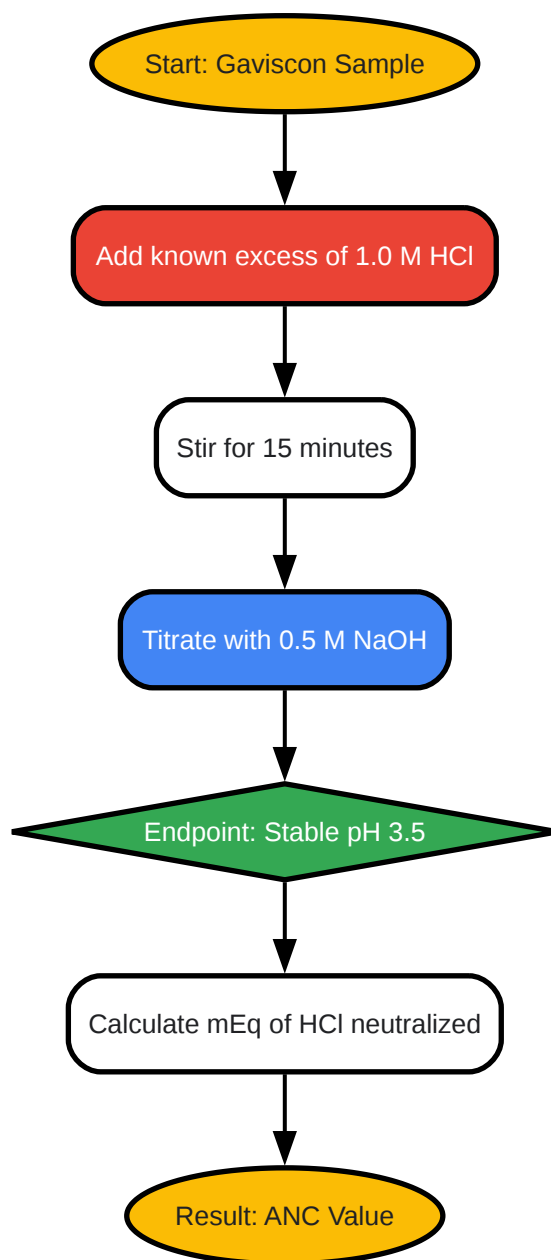 Start: Gaviscon Sample
Add known excess of 1.0 M HCl
Stir for 15 minutes
Titrate with 0.5 M NaOH
Endpoint: Stable pH 3.5
Calculate mEq of HCl neutralized
Result: ANC Value